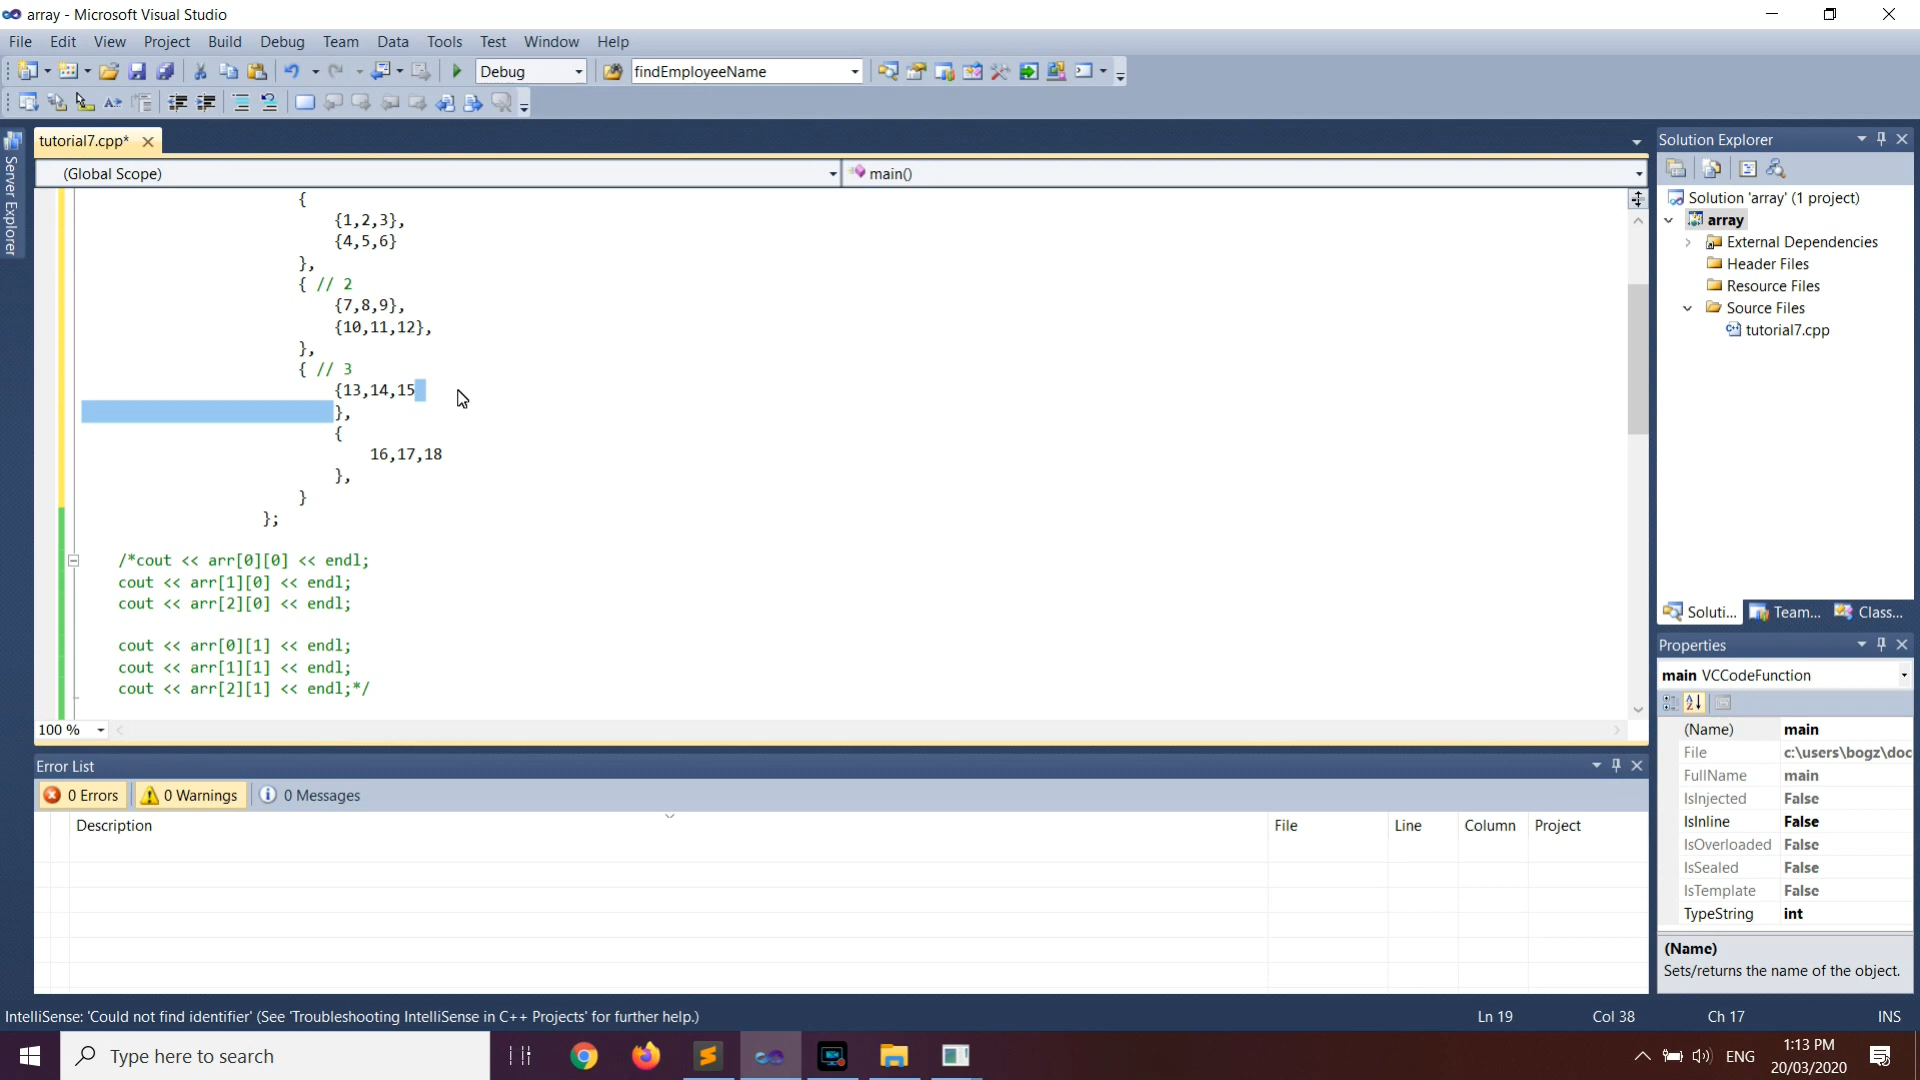 array - Microsoft Visual Studio
File Edit View Project Build Debug Team Data Tools Test Window Help
Debug findEmployeeName
tutorial7.cpp*
(Global Scope) main()
Server Explorer
{
{1,2,3},
{4,5,6}
},
{ // 2
{7,8,9},
{10,11,12},
},
{ // 3
{13,14,15
},
{
16,17,18
},
}
};
/*cout << arr[0][0] << endl;
cout << arr[1][0] << endl;
cout << arr[2][0] << endl;
cout << arr[0][1] << endl;
cout << arr[1][1] << endl;
cout << arr[2][1] << endl;*/
100 %
Error List
0 Errors 0 Warnings 0 Messages
Description File Line Column Project
Solution Explorer
Solution 'array' (1 project)
array
External Dependencies
Header Files
Resource Files
Source Files
tutorial7.cpp
Soluti... Team... Class...
Properties
main VCCodeFunction
(Name) main
File c:\users\bogz\doc
FullName main
IsInjected False
IsInline False
IsOverloaded False
IsSealed False
IsTemplate False
TypeString int
(Name)
Sets/returns the name of the object.
IntelliSense: 'Could not find identifier' (See 'Troubleshooting IntelliSense in C++ Projects' for further help.) Ln 19 Col 38 Ch 17 INS
Type here to search
ENG
1:13 PM
20/03/2020